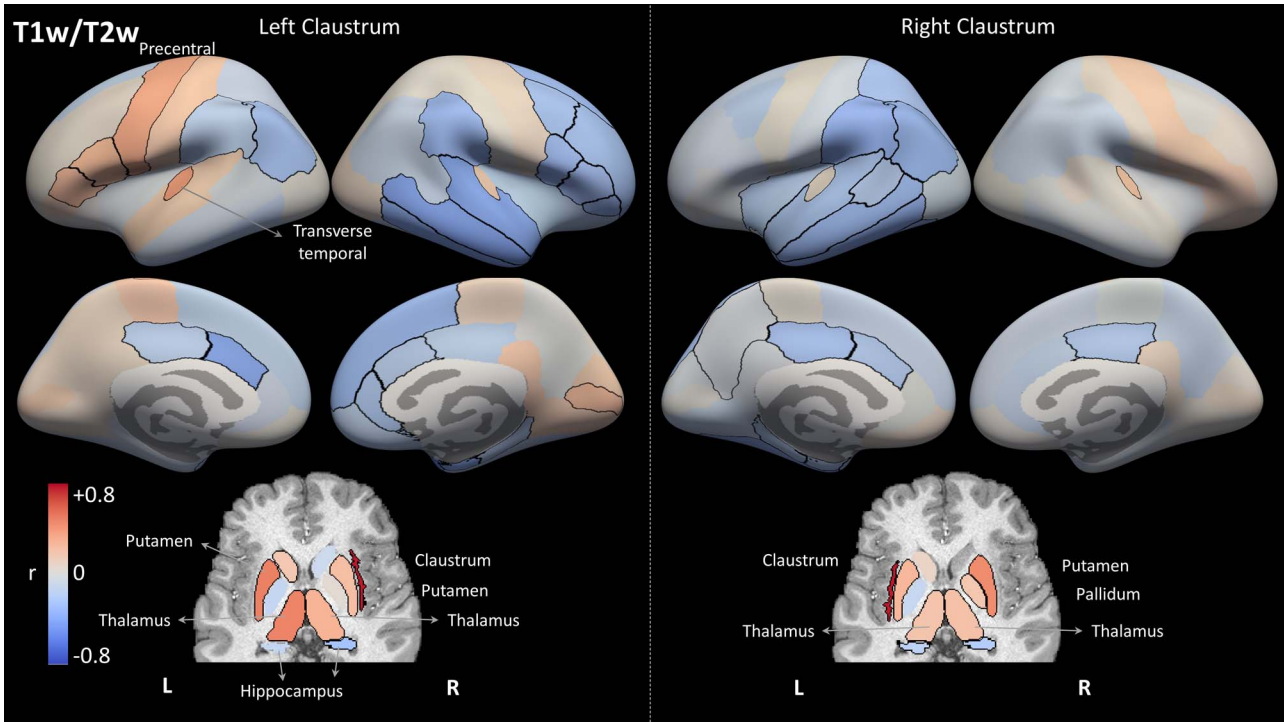 T1w/T2w
Left Claustrum
Right Claustrum
Precentral
Transverse
temporal
+0.8
r
0
-0.8
Putamen
Claustrum
Putamen
Thalamus
Thalamus
Hippocampus
L
R
Claustrum
Putamen
Pallidum
Thalamus
Thalamus
L
R